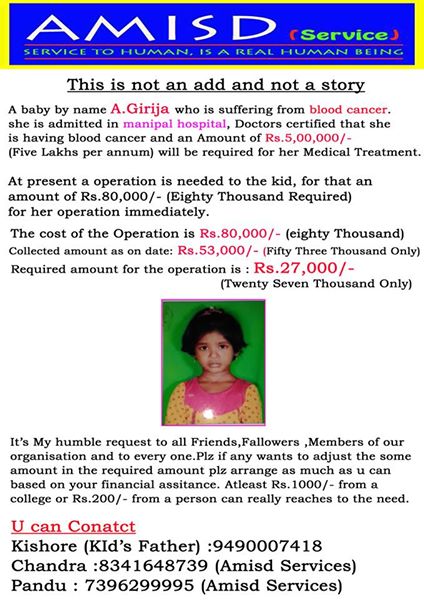 AMISD (Service)
SERVICE TO HUMAN, IS A REAL HUMAN BEING
This is not an add and not a story
A baby by name A.Girija who is suffering from blood cancer.
she is admitted in manipal hospital, Doctors certified that she
is having blood cancer and an Amount of Rs.5,00,000/-
(Five Lakhs per annum) will be required for her Medical Treatment.
At present a operation is needed to the kid, for that an
amount of Rs.80,000/- (Eighty Thousand Required)
for her operation immediately.
The cost of the Operation is Rs.80,000/- (eighty Thousand)
Collected amount as on date: Rs.53,000/- (Fifty Three Thousand Only)
Required amount for the operation is : Rs.27,000/-
(Twenty Seven Thousand Only)
It's My humble request to all Friends,Fallowers ,Members of our
organisation and to every one.Plz if any wants to adjust the some
amount in the required amount plz arrange as much as u can
based on your financial assitance. Atleast Rs.1000/- from a
college or Rs.200/- from a person can really reaches to the need.
U can Conatct
Kishore (KId's Father) :9490007418
Chandra :8341648739 (Amisd Services)
Pandu : 7396299995 (Amisd Services)